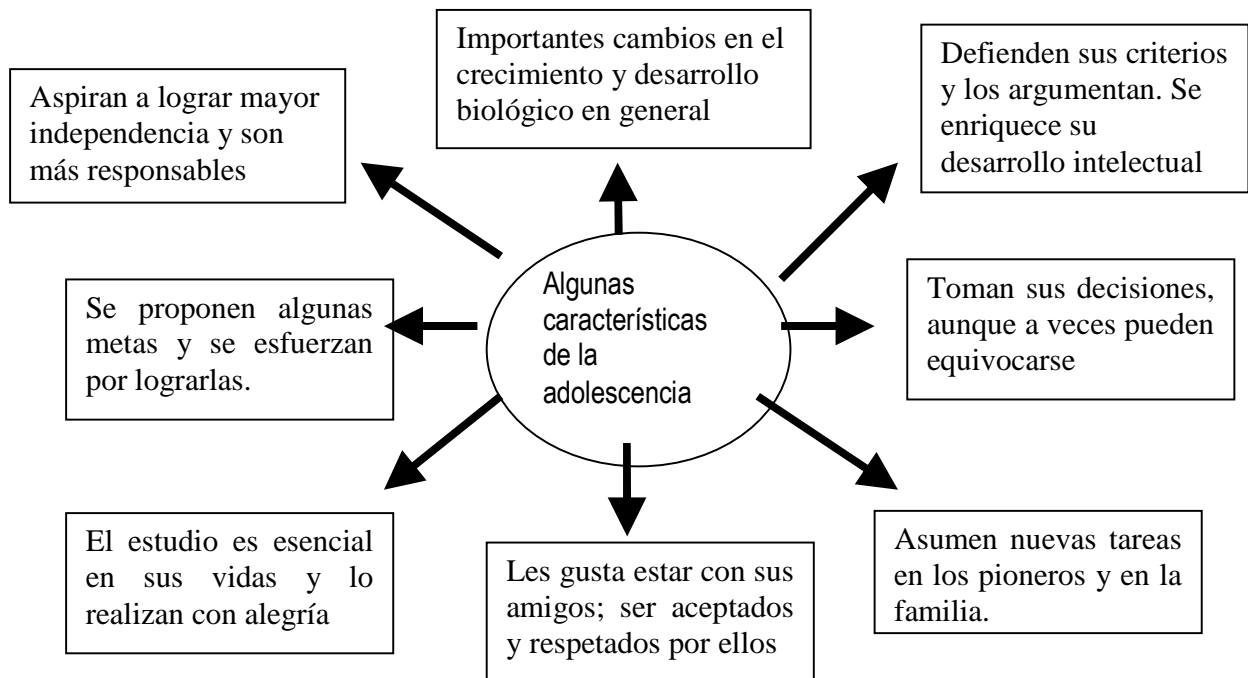 Importantes cambios en el
crecimiento y desarrollo
biológico en general
Defienden sus criterios
y los argumentan. Se
enriquece su
desarrollo intelectual
Aspiran a lograr mayor
independencia y son
más responsables
Algunas
características
de la
adolescencia
Se proponen algunas
metas y se esfuerzan
por lograrlas.
Toman sus decisiones,
aunque a veces pueden
equivocarse
El estudio es esencial
en sus vidas y lo
realizan con alegría
Les gusta estar con sus
amigos; ser aceptados
y respetados por ellos
Asumen nuevas tareas
en los pioneros y en la
familia.